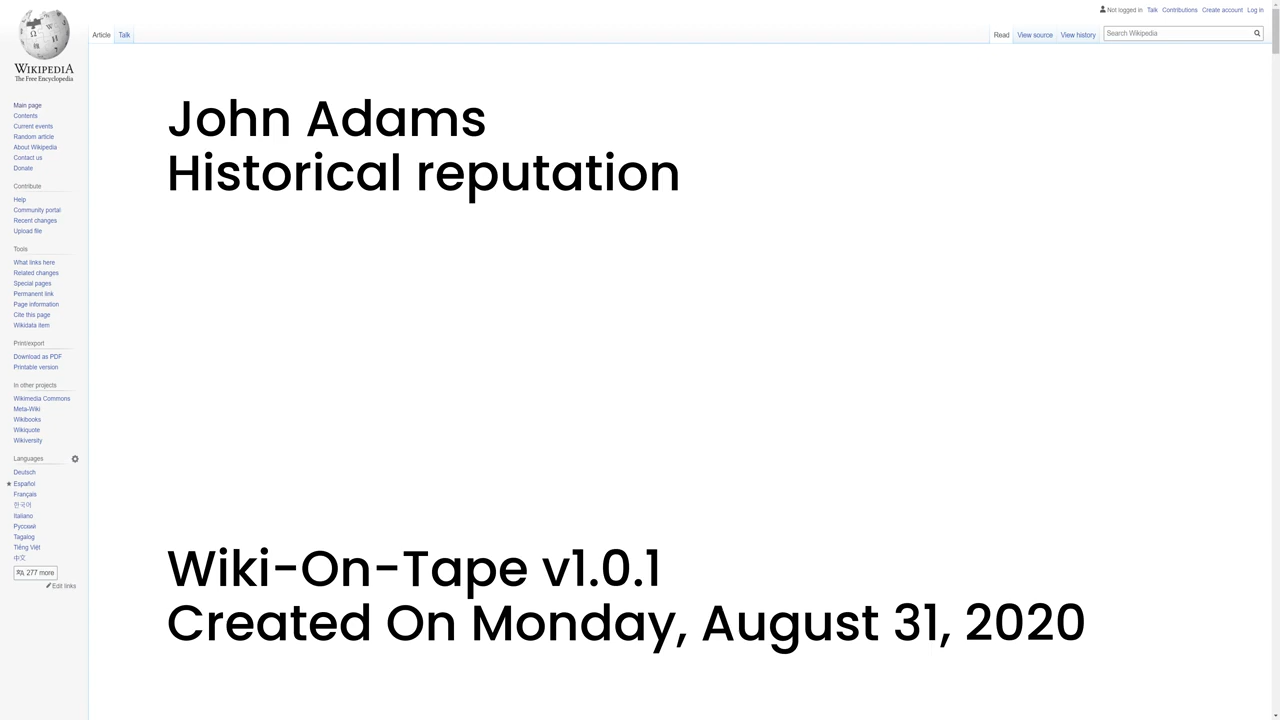 Not logged in Talk Contributions Create account Log in
Article Talk Read View source View history Search Wikipedia
WIKIPEDIA
The Free Encyclopedia
Main page
Contents
Current events
Random article
About Wikipedia
Contact us
Donate
Contribute
Help
Community portal
Recent changes
Upload file
Tools
What links here
Related changes
Special pages
Permanent link
Page information
Cite this page
Wikidata item
Print/export
Download as PDF
Printable version
In other projects
Wikimedia Commons
Meta-Wiki
Wikibooks
Wikiquote
Wikiversity
Languages
Deutsch
Español
Français
한국어
Italiano
Русский
Tagalog
Tiếng Việt
中文
277 more
Edit links
John Adams
Historical reputation
Wiki-On-Tape v1.0.1
Created On Monday, August 31, 2020